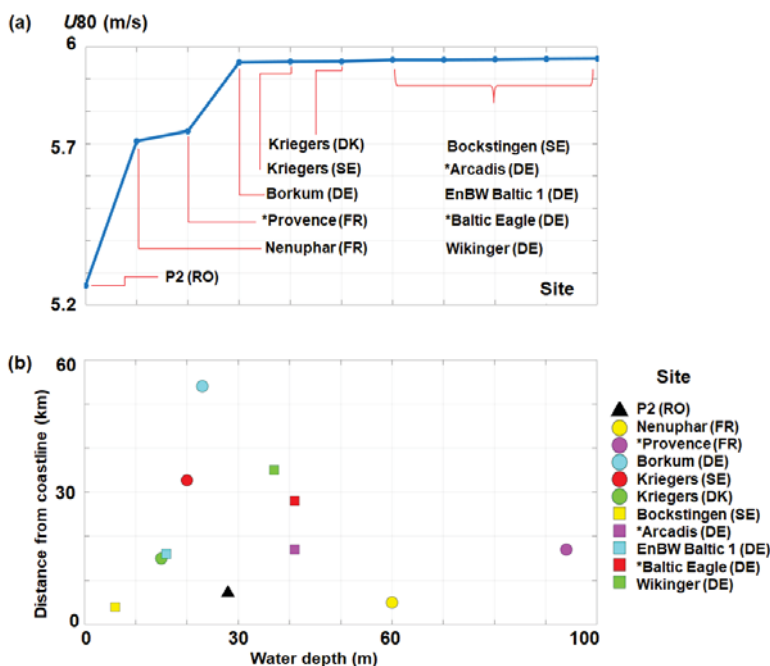 U80 (m/s)
(a)
6
5.7
5.2
Kriegers (DK)
Kriegers (SE)
Borkum (DE)
*Provence (FR)
Nenuphar (FR)
P2 (RO)
Bockstingen (SE)
*Arcadis (DE)
EnBW Baltic 1 (DE)
*Baltic Eagle (DE)
Wikinger (DE)
Site
(b)
60
30
0
Distance from coastline (km)
0 30 60 100
Water depth (m)
Site
P2 (RO)
Nenuphar (FR)
*Provence (FR)
Borkum (DE)
Kriegers (SE)
Kriegers (DK)
Bockstingen (SE)
*Arcadis (DE)
EnBW Baltic 1 (DE)
*Baltic Eagle (DE)
Wikinger (DE)